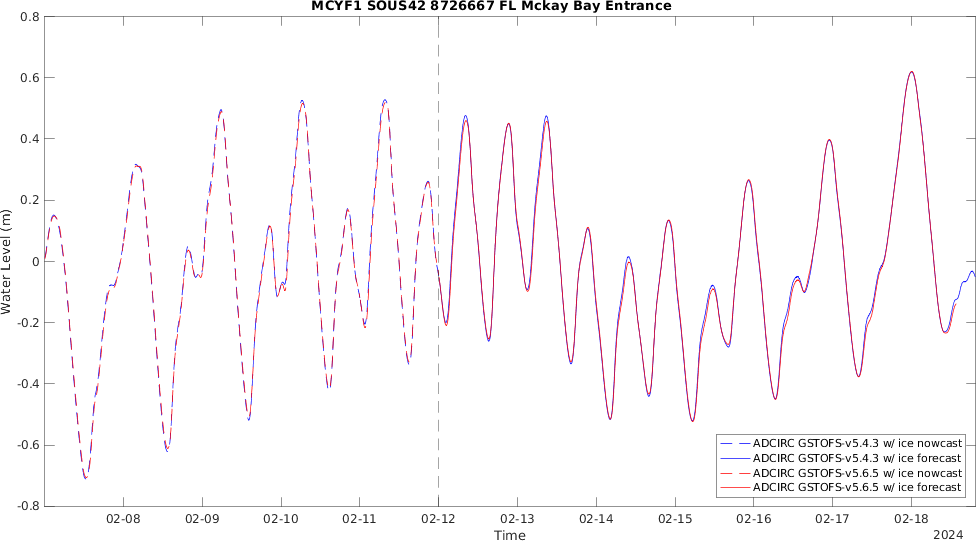 MCYF1 SOUS42 8726667 FL Mckay Bay Entrance
0.8
0.6
0.4
0.2
0
-0.2
-0.4
-0.6
-0.8
Water Level (m)
02-08 02-09 02-10 02-11 02-12 02-13 02-14 02-15 02-16 02-17 02-18
Time
2024
ADCIRC GSTOFS-v5.4.3 w/ ice nowcast
ADCIRC GSTOFS-v5.4.3 w/ ice forecast
ADCIRC GSTOFS-v5.6.5 w/ ice nowcast
ADCIRC GSTOFS-v5.6.5 w/ ice forecast